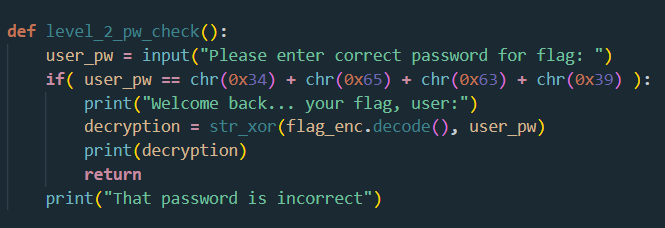 def level_2_pw_check():
    user_pw = input("Please enter correct password for flag: ")
    if( user_pw == chr(0x34) + chr(0x65) + chr(0x63) + chr(0x39) ):
        print("Welcome back... your flag, user:")
        decryption = str_xor(flag_enc.decode(), user_pw)
        print(decryption)
        return
    print("That password is incorrect")